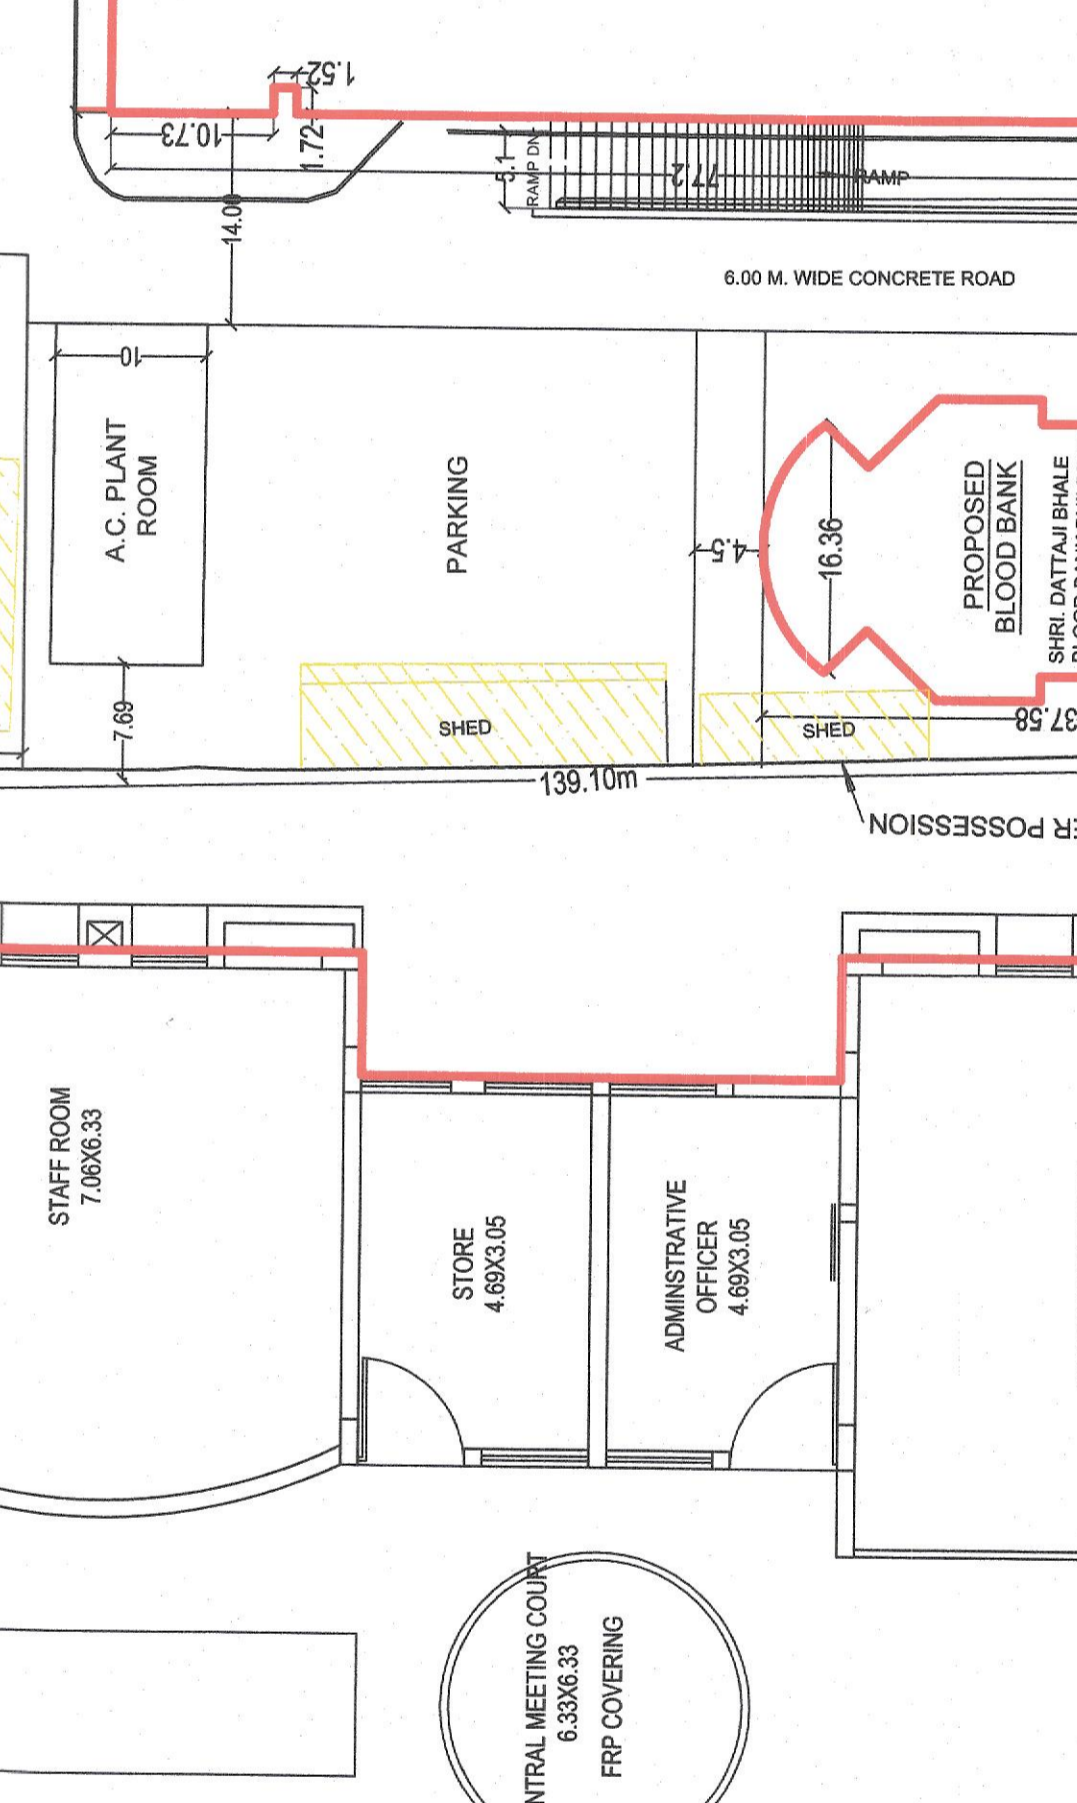 1.52
10.73
1.72
5.1
RAMP DN
77.2
RAMP
14.00
6.00 M. WIDE CONCRETE ROAD
10
A.C. PLANT
ROOM
PARKING
4.5
16.36
PROPOSED
BLOOD BANK
SHRI. DATTAJI BHALE
7.69
SHED
SHED
37.58
139.10m
POSSESSION
STAFF ROOM
7.06X6.33
STORE
4.69X3.05
ADMINSTRATIVE
OFFICER
4.69X3.05
NTRAL MEETING COURT
6.33X6.33
FRP COVERING